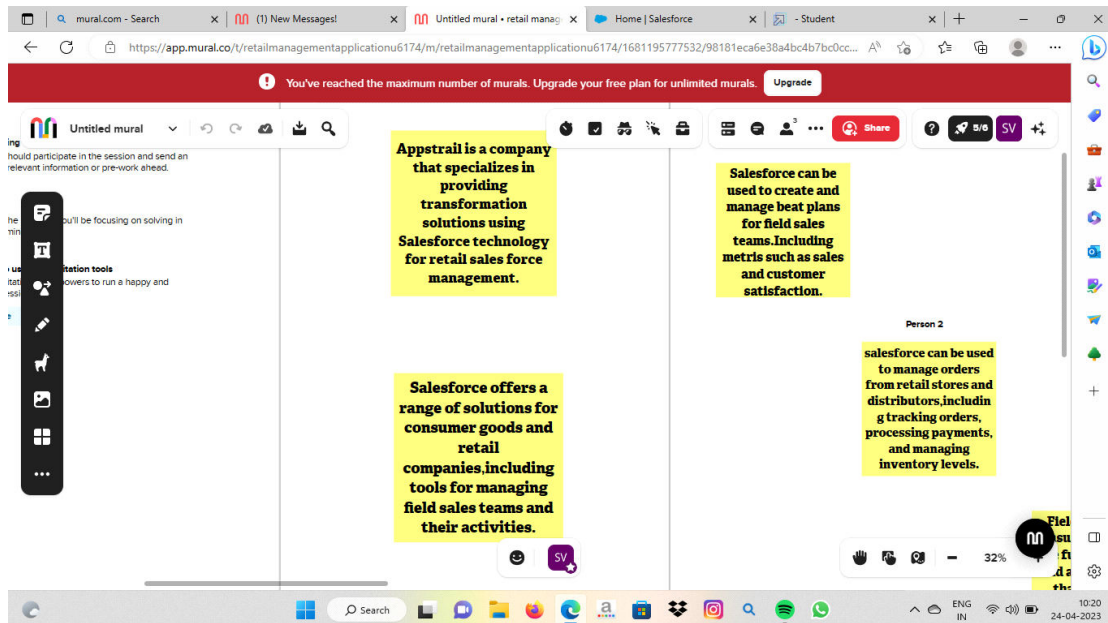 mural.com - Search
(1) New Messages!
Untitled mural • retail manag
Home | Salesforce
- Student
https://app.mural.co/t/retailmanagementapplicationu6174/m/retailmanagementapplicationu6174/1681195777532/98181eca6e38a4bc4b7bc0cc...
You've reached the maximum number of murals. Upgrade your free plan for unlimited murals.
Upgrade
Untitled mural
3
Share
5/6
SV
ing
hould participate in the session and send an
relevant information or pre-work ahead.
he
ou'll be focusing on solving in
min
us
itation tools
itat
owers to run a happy and
essi
Appstrail is a company
that specializes in
providing
transformation
solutions using
Salesforce technology
for retail sales force
management.
Salesforce can be
used to create and
manage beat plans
for field sales
teams.Including
metris such as sales
and customer
satisfaction.
Person 2
salesforce can be used
to manage orders
from retail stores and
distributors,includin
g tracking orders,
processing payments,
and managing
inventory levels.
Salesforce offers a
range of solutions for
consumer goods and
retail
companies,including
tools for managing
field sales teams and
their activities.
Fiel
SV
32%
Search
ENG
IN
10:20
24-04-2023